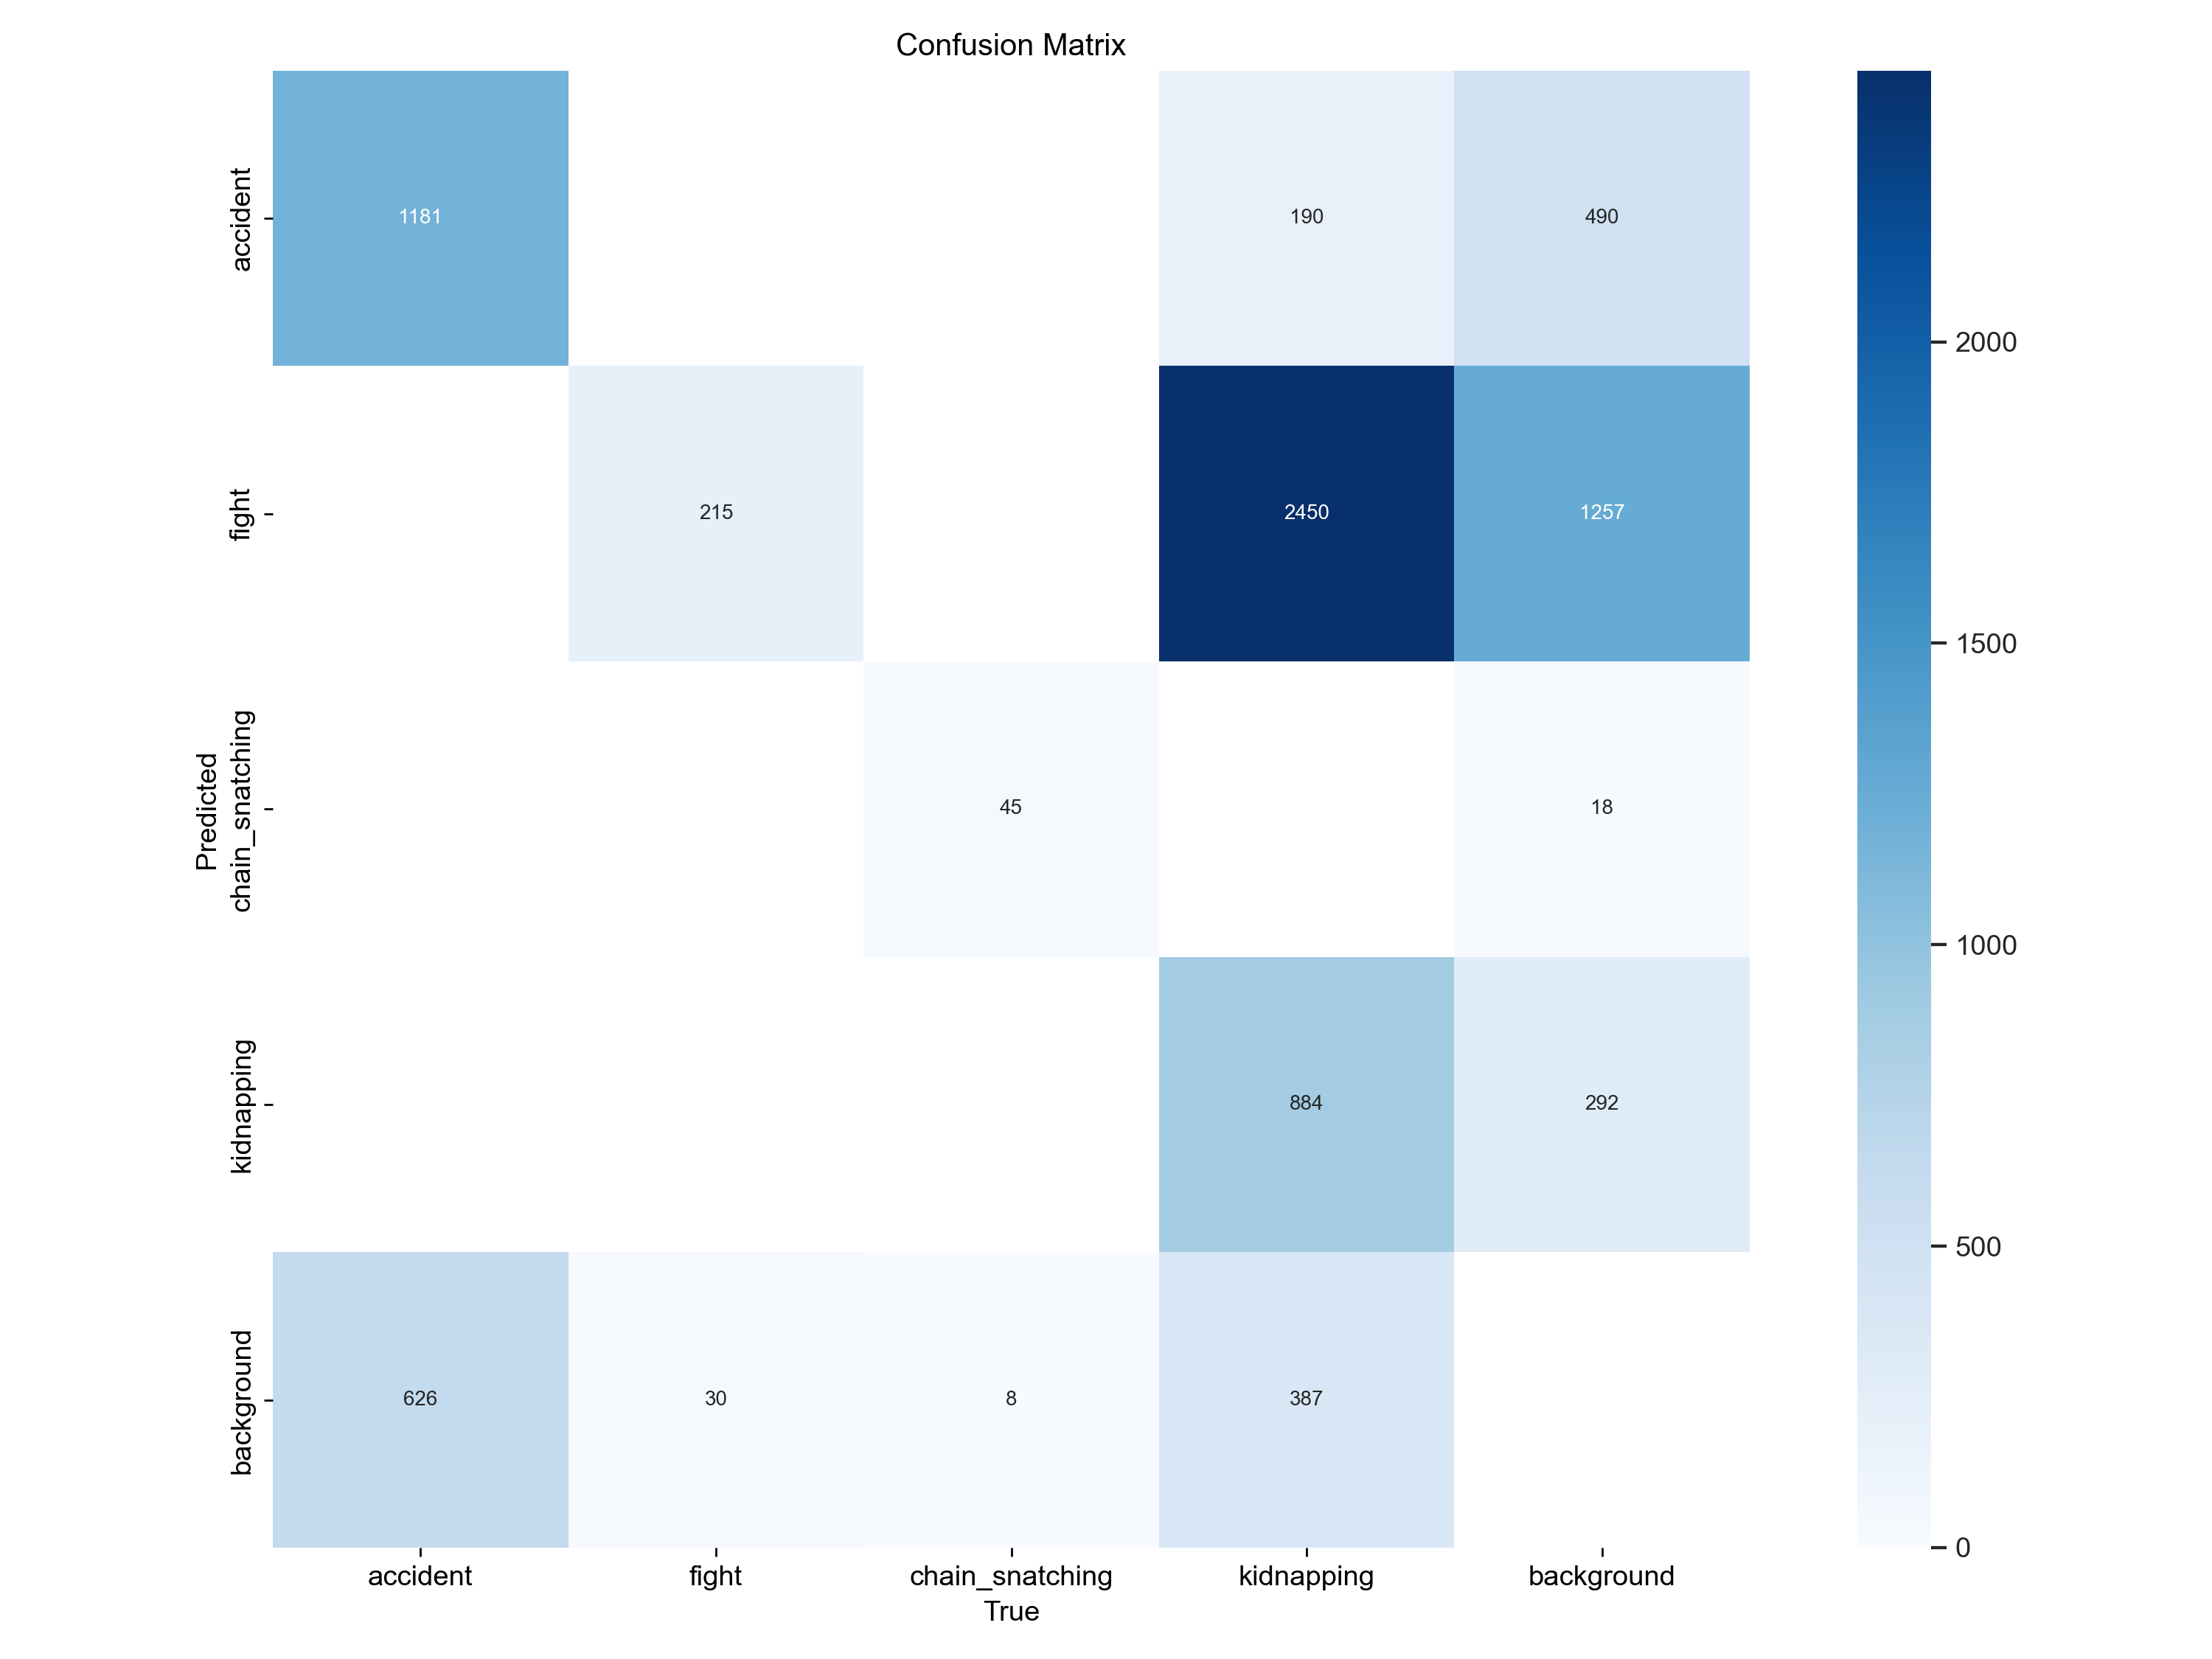 Confusion Matrix
accident
1181
190
490
2000
fight
215
2450
1257
1500
Predicted
chain_snatching
45
18
1000
kidnapping
884
292
500
background
626
30
8
387
0
accident
fight
chain_snatching
kidnapping
background
True